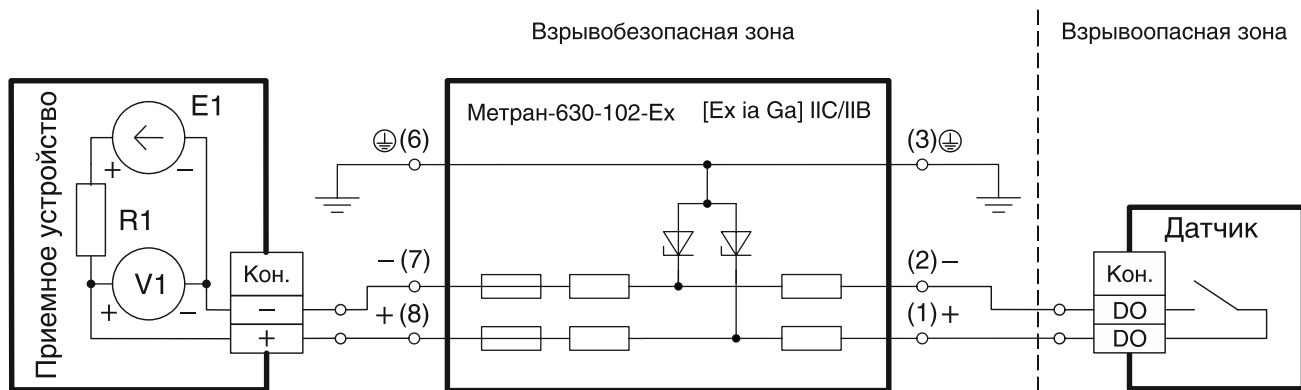 Взрывобезопасная зона
Взрывоопасная зона
Приемное устройство
E1
+
−
R1
V1
+
−
Кон.
−
+
Метран-630-102-Ex [Ex ia Ga] IIC/IIB
(6)
(3)
− (7)
(2) −
+ (8)
(1) +
Датчик
Кон.
DO
DO